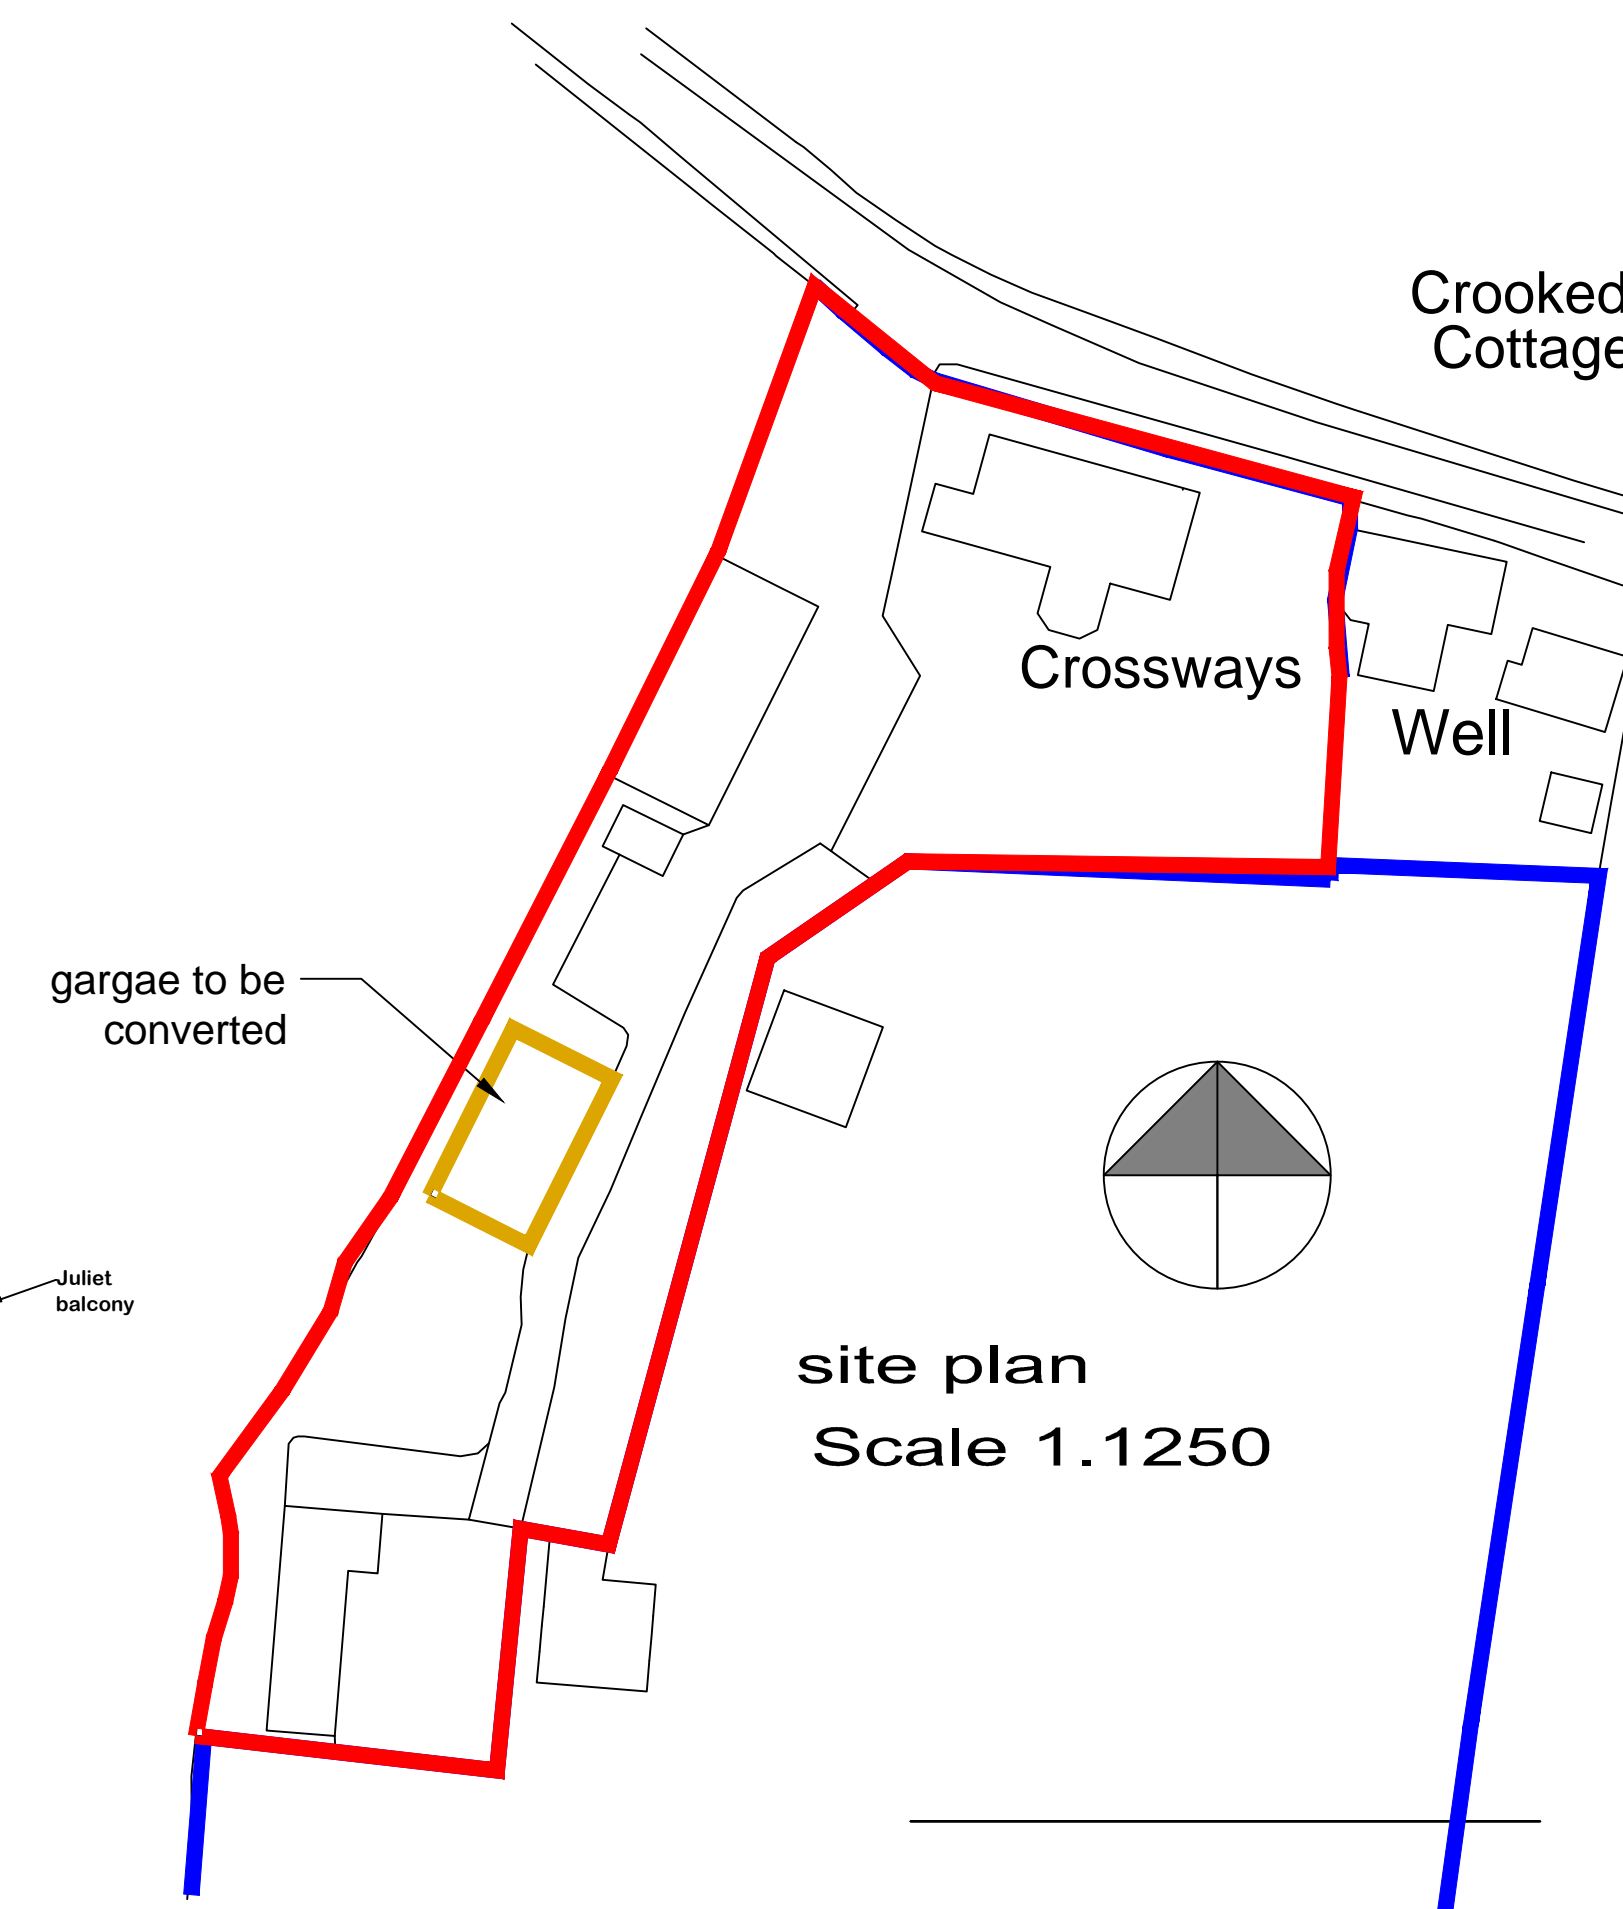 Crooked
Cottage
Crossways
Well
gargae to be
converted
Juliet
balcony
site plan
Scale 1.1250